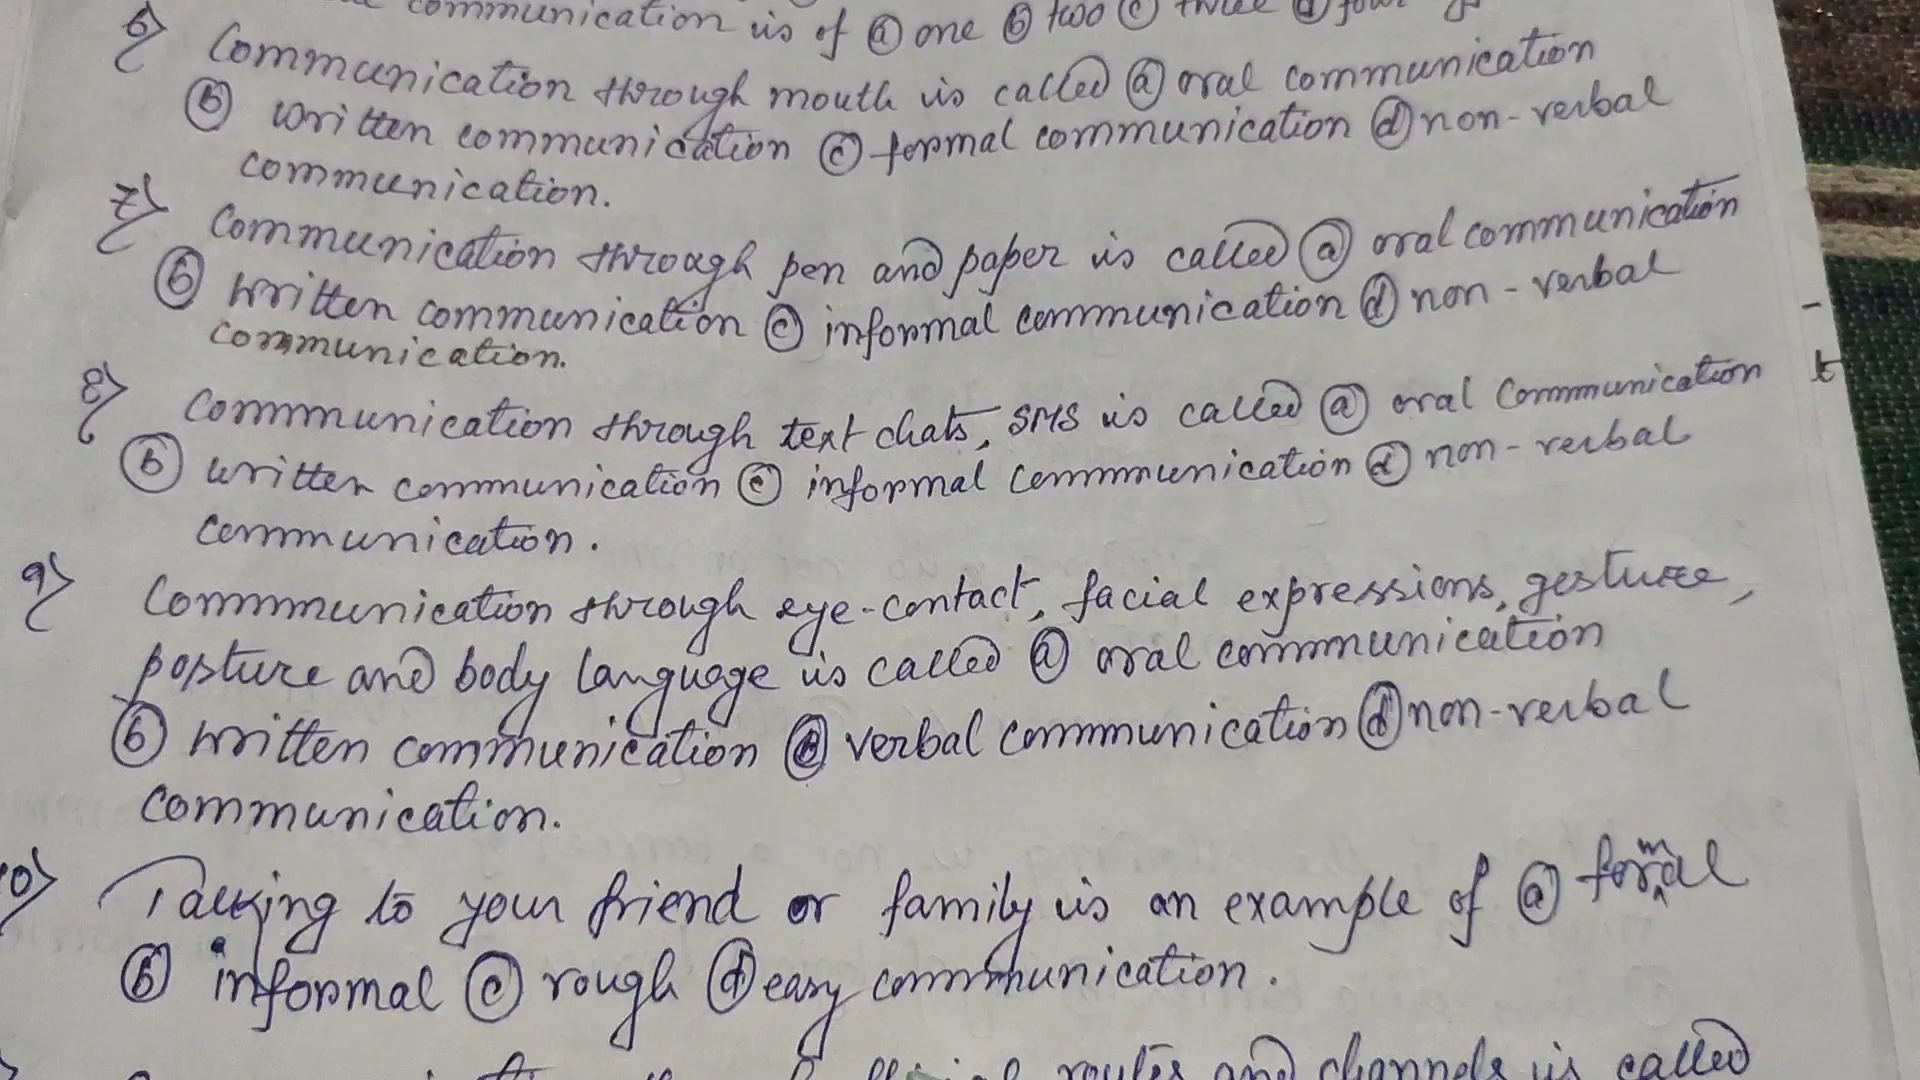 communication is of ⓐ one ⓑ two ⓒ three ⓓ four
6) Communication through mouth is called ⓐ oral communication
ⓑ written communication ⓒ formal communication ⓓ non-verbal
communication.
7) Communication through pen and paper is called ⓐ oral communication
ⓑ written communication ⓒ informal communication ⓓ non-verbal
communication.
8) Communication through text chats, SMS is called ⓐ oral communication
ⓑ written communication ⓒ informal communication ⓓ non-verbal
communication.
9) Communication through eye-contact, facial expressions, gesture,
posture and body language is called ⓐ oral communication
ⓑ written communication ⓒ verbal communication ⓓ non-verbal
communication.
10) Talking to your friend or family is an example of ⓐ formal
ⓑ informal ⓒ rough ⓓ easy communication.
routes and channels is called